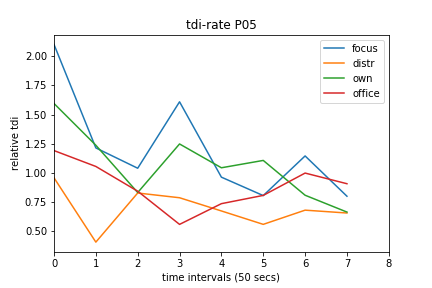 tdi-rate P05
focus
distr
own
office
relative tdi
2.00
1.75
1.50
1.25
1.00
0.75
0.50
0 1 2 3 4 5 6 7 8
time intervals (50 secs)